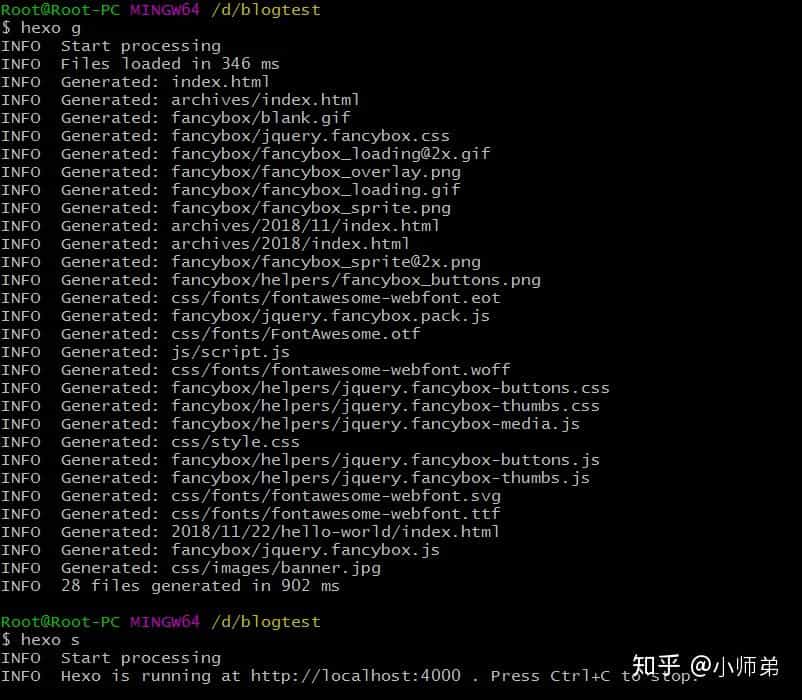 Root@Root-PC MINGW64 /d/blogtest
$ hexo g
INFO  Start processing
INFO  Files loaded in 346 ms
INFO  Generated: index.html
INFO  Generated: archives/index.html
INFO  Generated: fancybox/blank.gif
INFO  Generated: fancybox/jquery.fancybox.css
INFO  Generated: fancybox/fancybox_loading@2x.gif
INFO  Generated: fancybox/fancybox_overlay.png
INFO  Generated: fancybox/fancybox_loading.gif
INFO  Generated: fancybox/fancybox_sprite.png
INFO  Generated: archives/2018/11/index.html
INFO  Generated: archives/2018/index.html
INFO  Generated: fancybox/fancybox_sprite@2x.png
INFO  Generated: fancybox/helpers/fancybox_buttons.png
INFO  Generated: css/fonts/fontawesome-webfont.eot
INFO  Generated: fancybox/jquery.fancybox.pack.js
INFO  Generated: css/fonts/FontAwesome.otf
INFO  Generated: js/script.js
INFO  Generated: css/fonts/fontawesome-webfont.woff
INFO  Generated: fancybox/helpers/jquery.fancybox-buttons.css
INFO  Generated: fancybox/helpers/jquery.fancybox-thumbs.css
INFO  Generated: fancybox/helpers/jquery.fancybox-media.js
INFO  Generated: css/style.css
INFO  Generated: fancybox/helpers/jquery.fancybox-buttons.js
INFO  Generated: fancybox/helpers/jquery.fancybox-thumbs.js
INFO  Generated: css/fonts/fontawesome-webfont.svg
INFO  Generated: css/fonts/fontawesome-webfont.ttf
INFO  Generated: 2018/11/22/hello-world/index.html
INFO  Generated: fancybox/jquery.fancybox.js
INFO  Generated: css/images/banner.jpg
INFO  28 files generated in 902 ms
Root@Root-PC MINGW64 /d/blogtest
$ hexo s
INFO  Start processing
INFO  Hexo is running at http://localhost:4000 . Press Ctrl+C to stop.
知乎 @小师弟